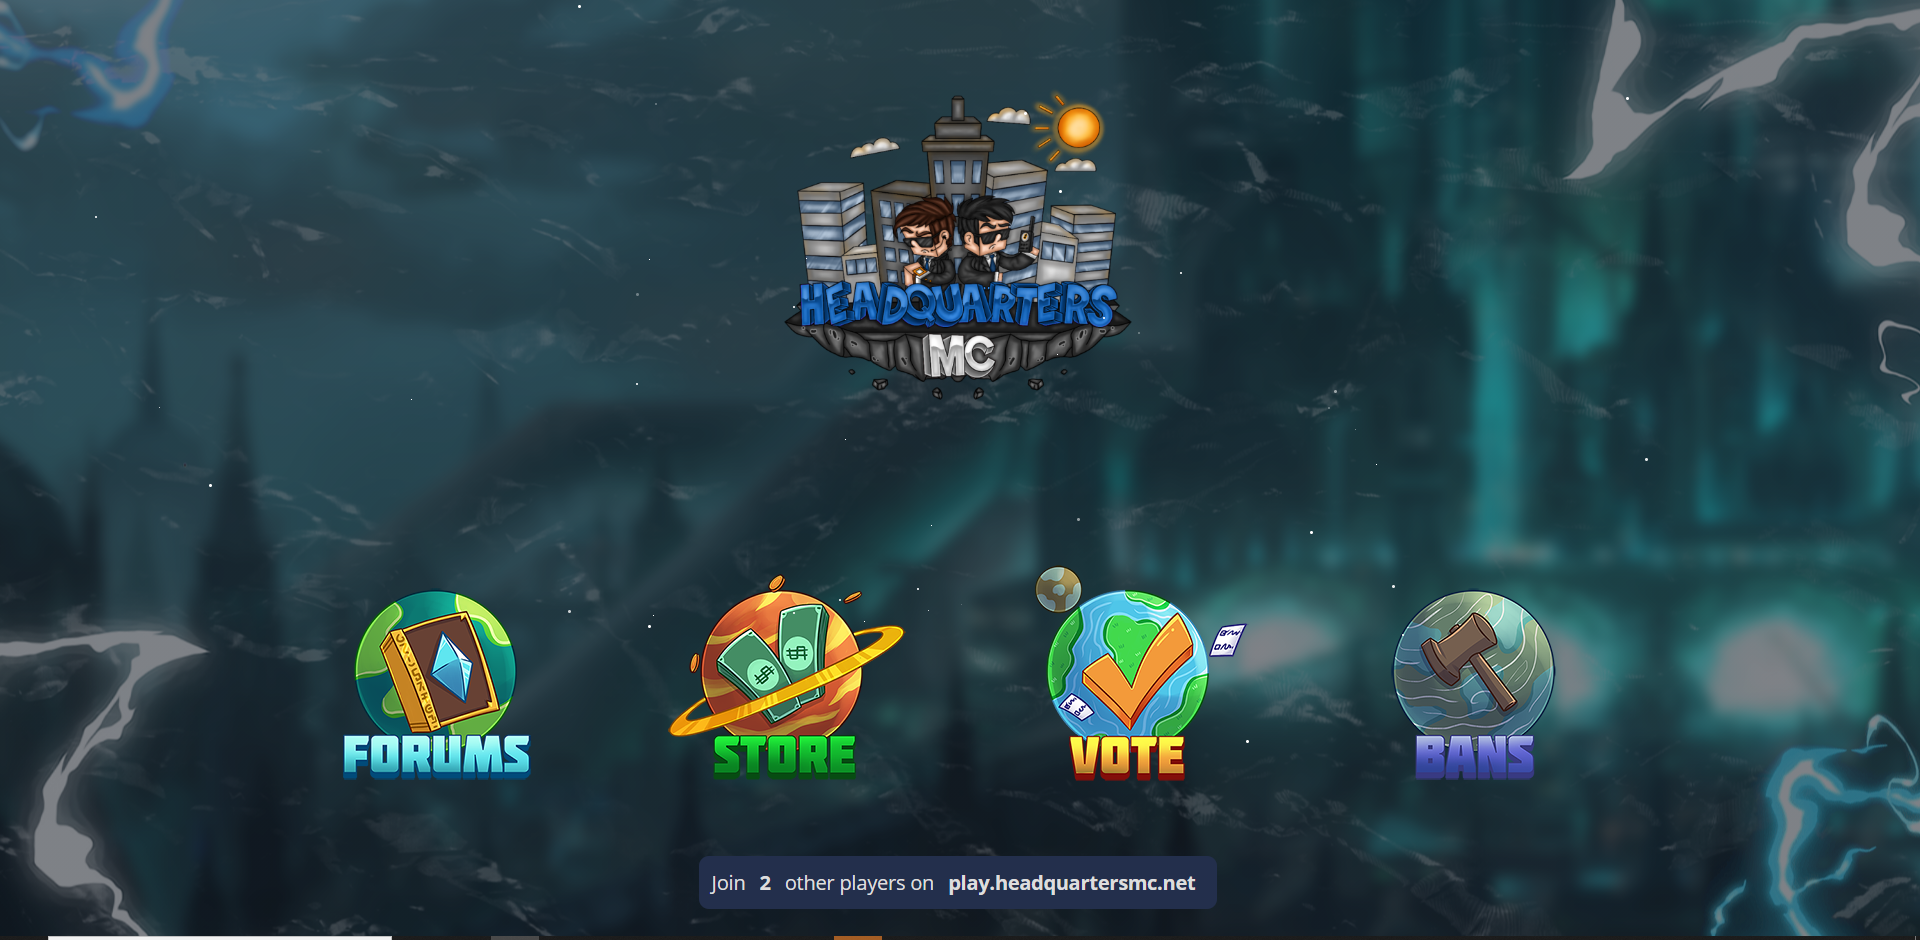 HEADQUARTERS
MC
FORUMS
STORE
VOTE
BANS
Join 2 other players on play.headquartersmc.net